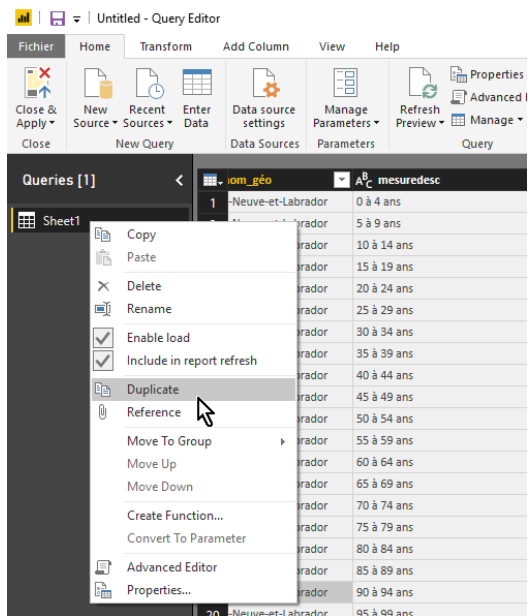 Untitled - Query Editor
Fichier Home Transform Add Column View Help
Close & Apply
New Source
Recent Sources
Enter Data
Data source settings
Manage Parameters
Refresh Preview
Properties
Advanced
Manage
Close New Query Data Sources Parameters Query
Queries [1]
nom_géo ABC mesuredesc
Sheet1
1 -Neuve-et-Labrador 0 à 4 ans
5 à 9 ans
Copy
rador 10 à 14 ans
Paste
rador 15 à 19 ans
Delete
rador 20 à 24 ans
Rename
rador 25 à 29 ans
Enable load
rador 30 à 34 ans
Include in report refresh
rador 35 à 39 ans
Duplicate
rador 40 à 44 ans
Reference
rador 45 à 49 ans
rador 50 à 54 ans
Move To Group
rador 55 à 59 ans
Move Up
rador 60 à 64 ans
Move Down
rador 65 à 69 ans
Create Function...
rador 70 à 74 ans
Convert To Parameter
rador 75 à 79 ans
rador 80 à 84 ans
Advanced Editor
rador 85 à 89 ans
Properties...
rador 90 à 94 ans
20 -Neuve-et-Labrador 95 à 99 ans